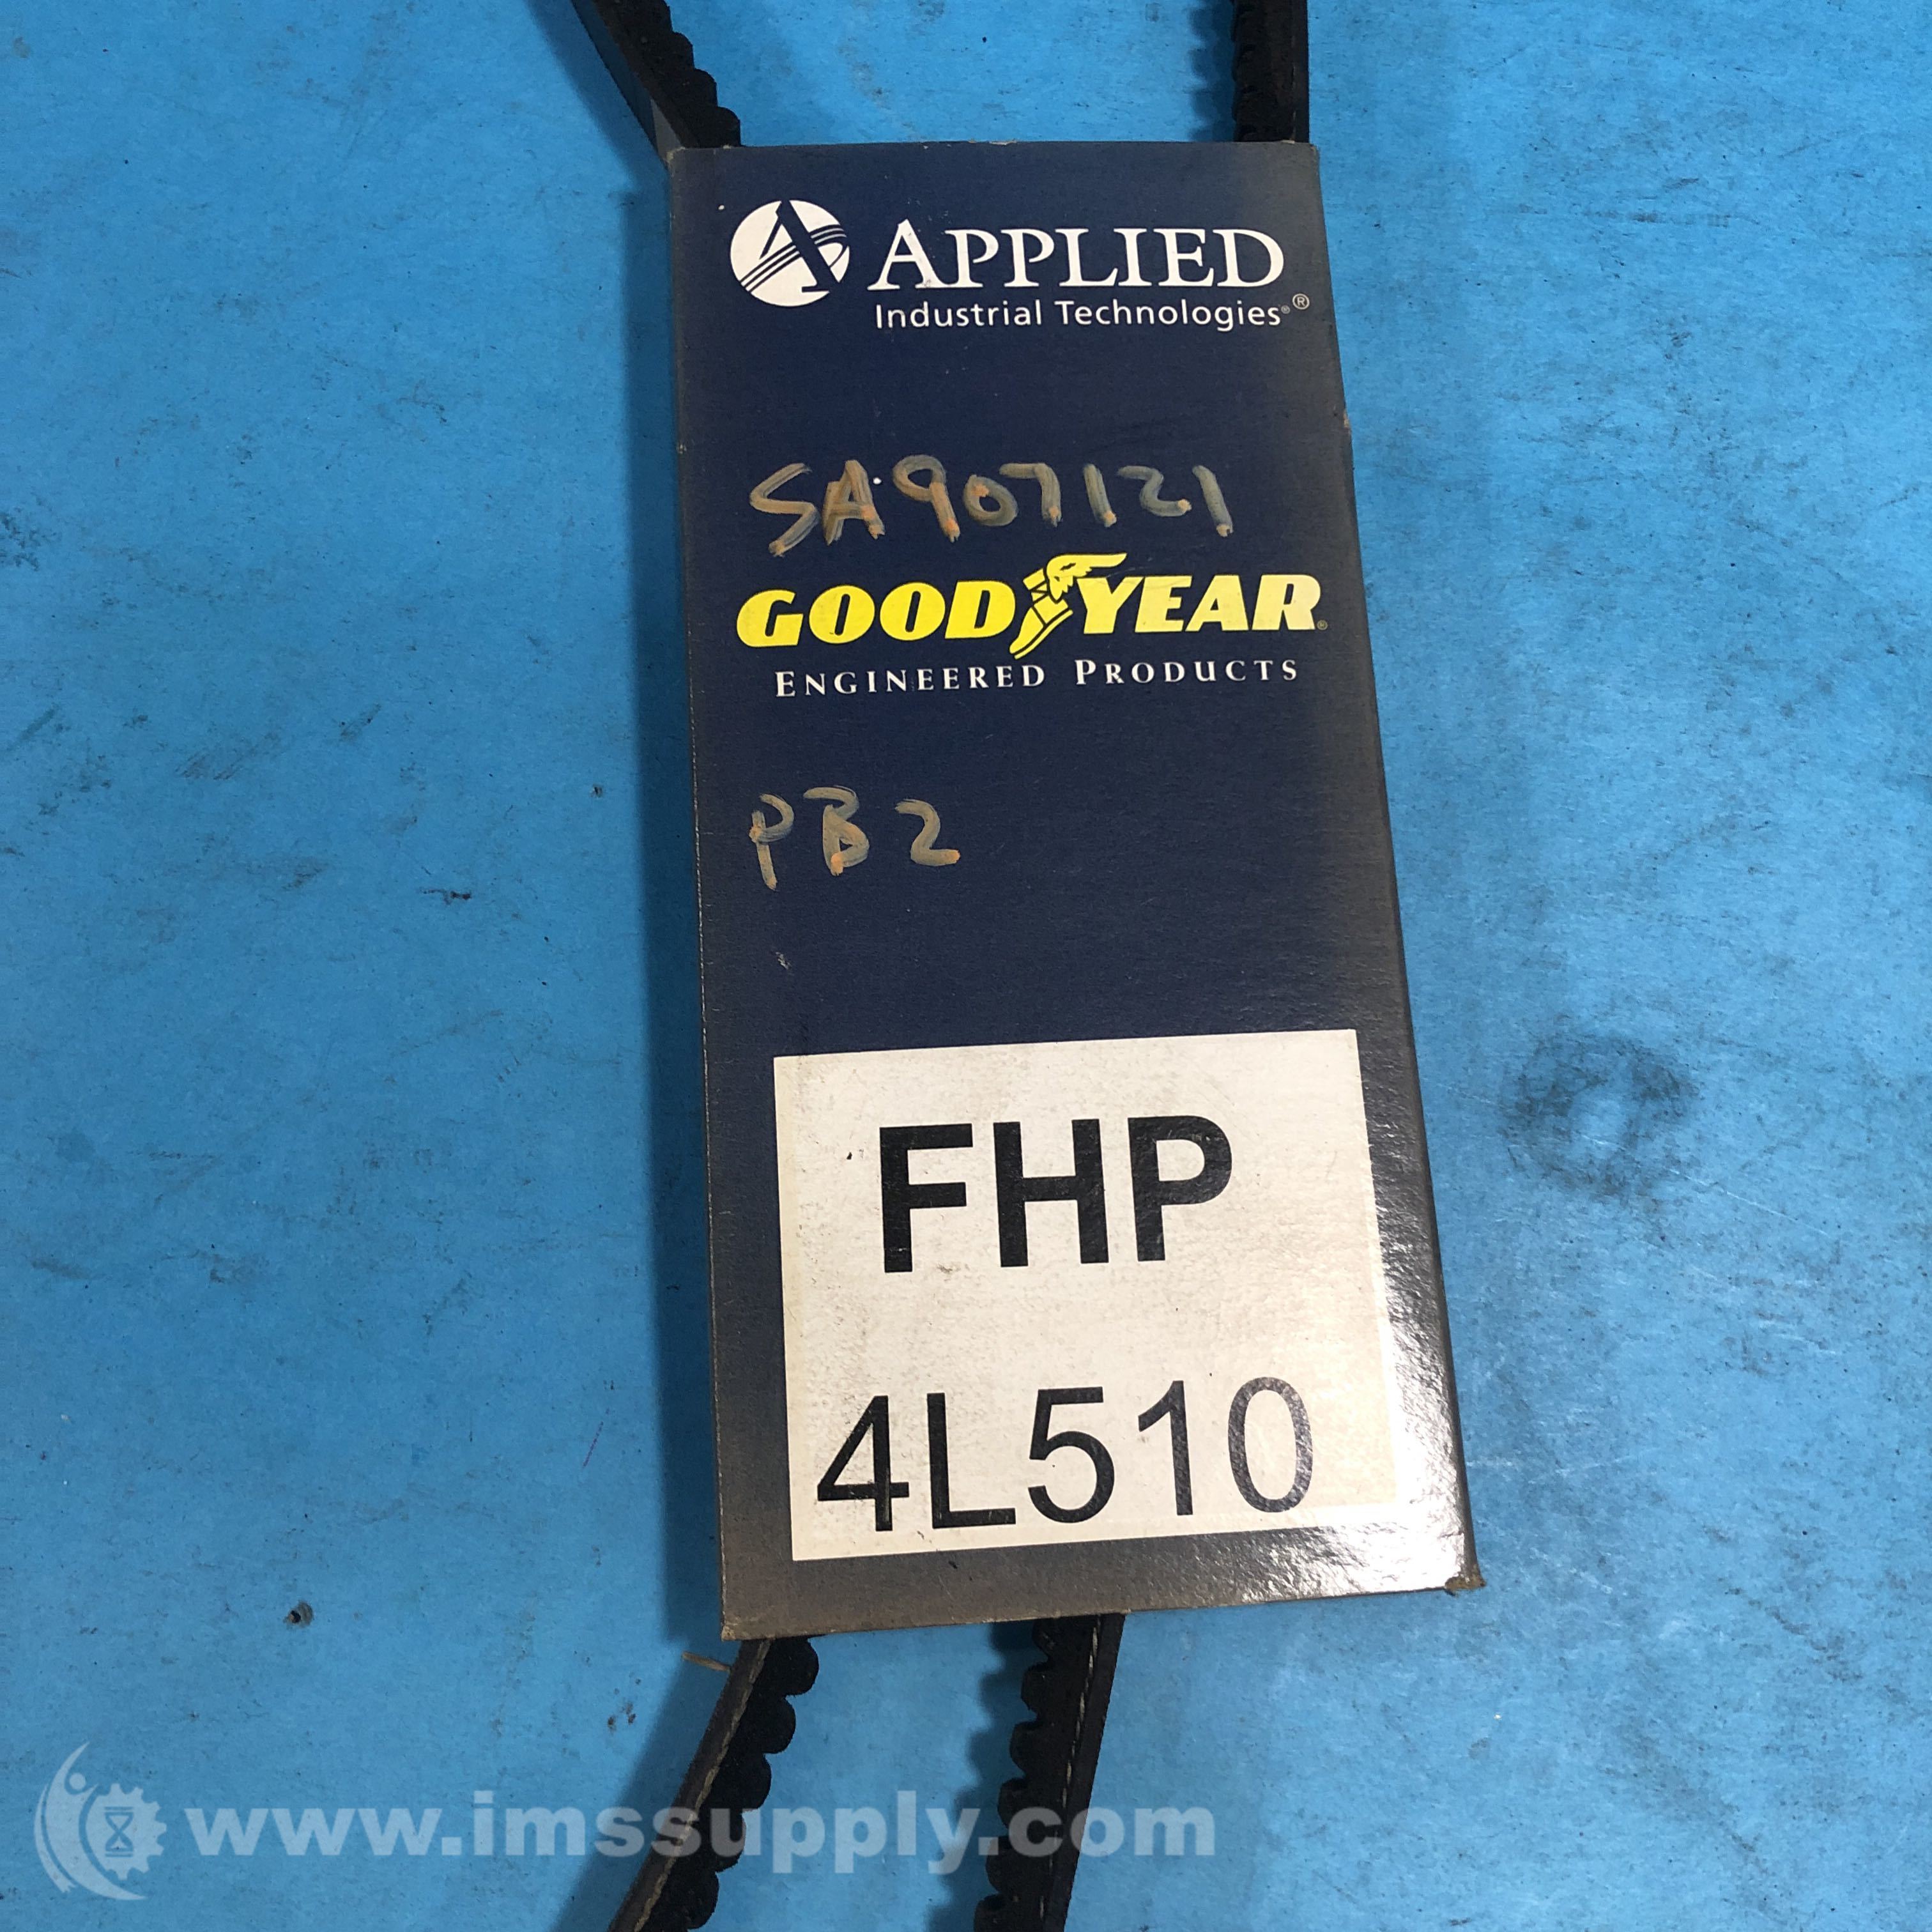 APPLIED
Industrial Technologies®
SA907121
GOODYEAR
ENGINEERED PRODUCTS
PB2
FHP
4L510
www.imssupply.com